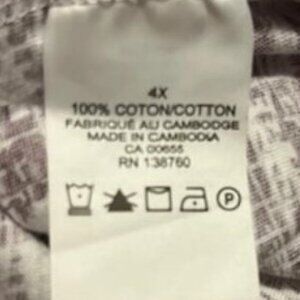 4X
100% COTON/COTTON
FABRIQUÉ AU CAMBODGE
MADE IN CAMBODIA
CA 00655
RN 138760
P